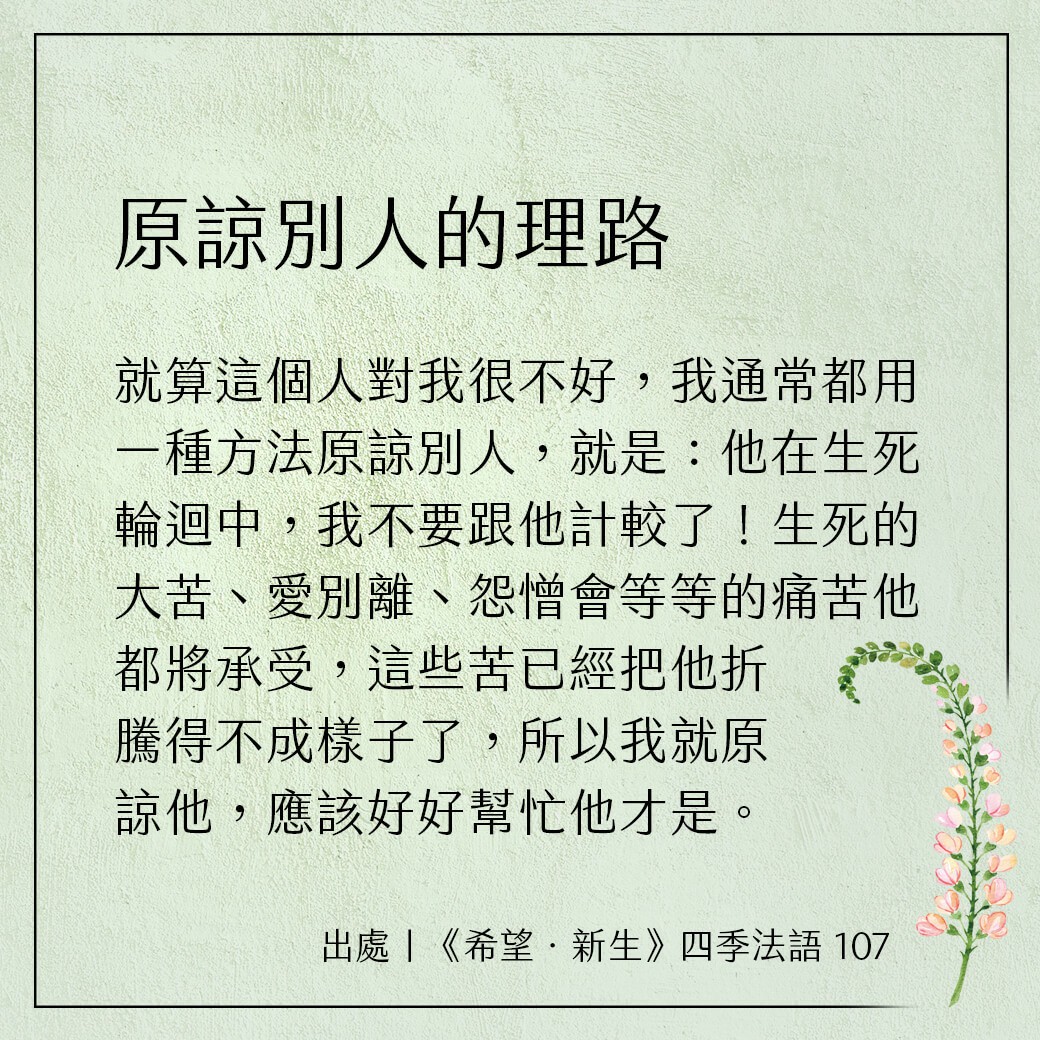 原諒別人的理路
就算這個人對我很不好，我通常都用
一種方法原諒別人，就是：他在生死
輪迴中，我不要跟他計較了！生死的
大苦、愛別離、怨憎會等等的痛苦他
都將承受，這些苦已經把他折
騰得不成樣子了，所以我就原
諒他，應該好好幫忙他才是。
出處｜《希望．新生》四季法語 107